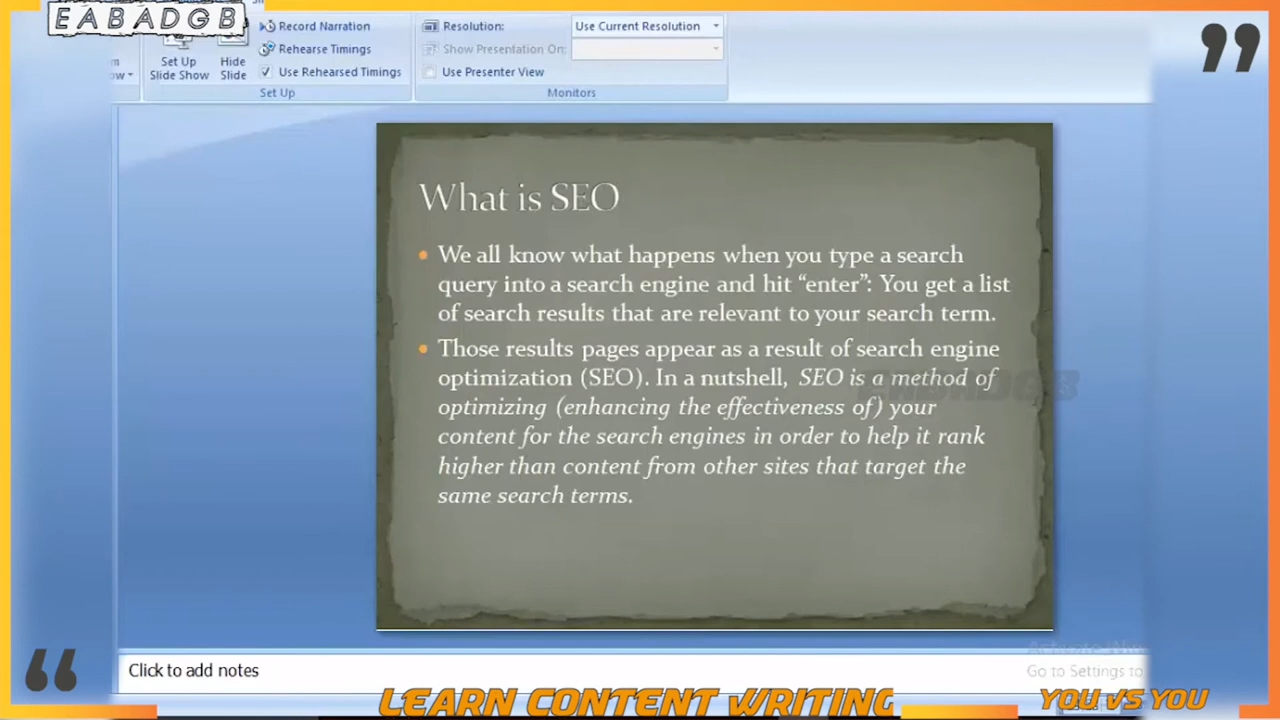 EABADGB
Record Narration
Resolution:
Use Current Resolution
Rehearse Timings
Show Presentation On:
Set Up
Slide Show
Hide
Slide
Use Rehearsed Timings
Use Presenter View
Set Up
Monitors
What is SEO
• We all know what happens when you type a search
query into a search engine and hit “enter”: You get a list
of search results that are relevant to your search term.
• Those results pages appear as a result of search engine
optimization (SEO). In a nutshell, SEO is a method of
optimizing (enhancing the effectiveness of) your
content for the search engines in order to help it rank
higher than content from other sites that target the
same search terms.
EABADGB
Click to add notes
Go to Settings to
LEARN CONTENT WRITING
YOU VS YOU